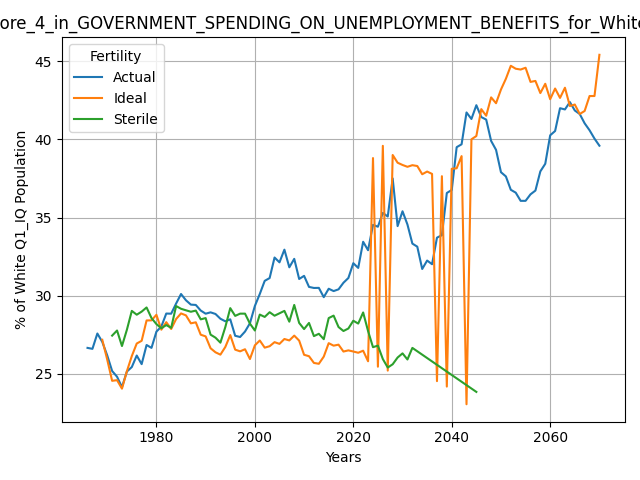 ore_4_in_GOVERNMENT_SPENDING_ON_UNEMPLOYMENT_BENEFITS_for_White
Fertility
Actual
Ideal
Sterile
% of White Q1_IQ Population
45
40
35
30
25
1980
2000
2020
2040
2060
Years